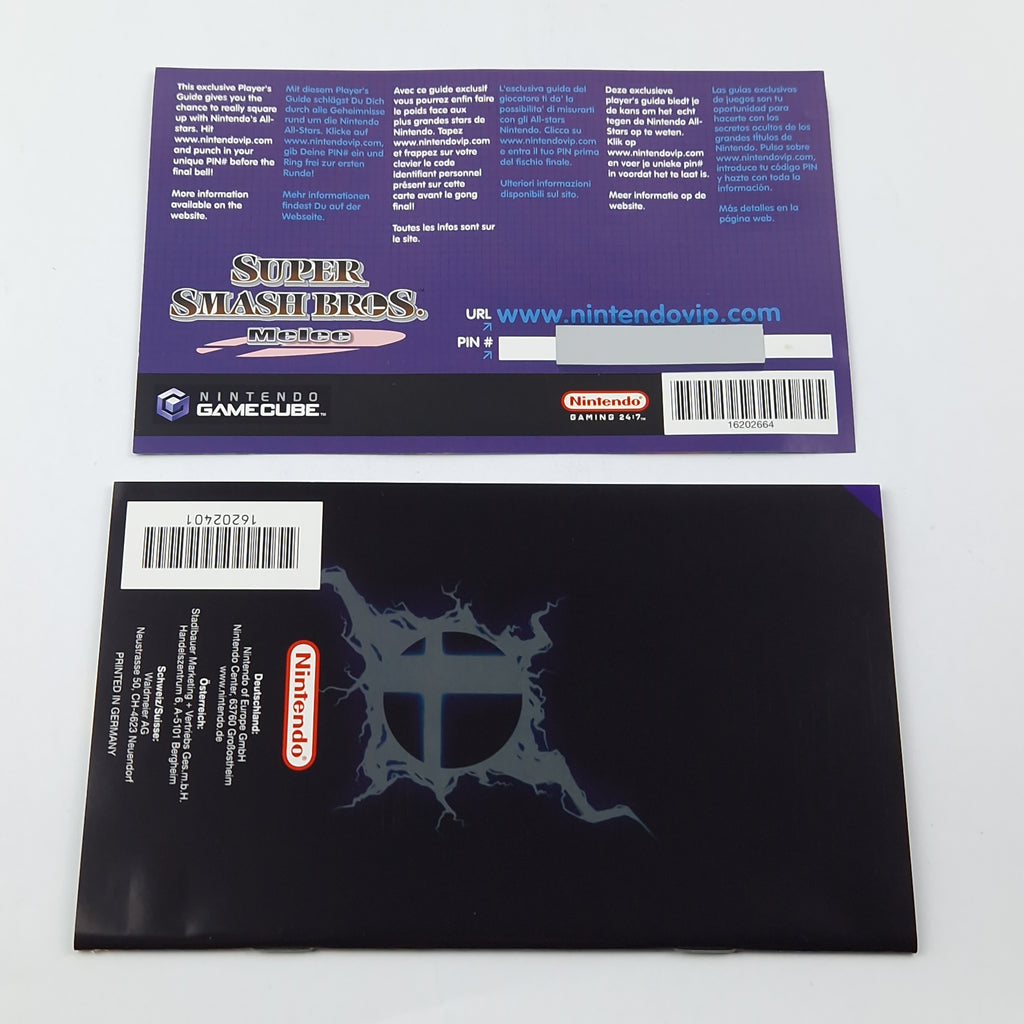 This exclusive Player's
Guide gives you the
chance to really square
up with Nintendo's All-
stars. Hit
www.nintendovip.com
and punch in your
unique PIN# before the
final bell!
More information
available on the
website.
Mit diesem Player's
Guide schlägst Du Dich
durch alle Geheimnisse
rund um die Nintendo
All-Stars. Klicke auf
www.nintendovip.com,
gib Deine PIN# ein und
Ring frei zur ersten
Runde!
Mehr informationen
findest Du auf der
Webseite.
Avec ce guide exclusif
vous pourrez enfin faire
le poids face aux
plus grandes stars de
Nintendo. Tapez
www.nintendovip.com
et frappez sur votre
clavier le code
identifiant personnel
présent sur cette
carte avant le gong
final!
Toutes les infos sont sur
le site.
L'esclusiva guida del
giocatore ti da' la
possibilita' di misurarti
con gli All-stars
Nintendo. Clicca su
www.nintendovip.com
e entra il tuo PIN prima
del fischio finale.
Ulteriori informazioni
disponibili sul sito.
Deze exclusieve
player's guide biedt je
de kans om het echt
tegen de Nintendo All-
Stars op te weten.
Klik op
www.nintendovip.com
en voer je unieke pin#
in voordat het te laat is.
Meer informatie op de
website.
Las guías exclusivas
de juegos son tu
oportunidad para
hacerte con los
secretos ocultos de los
grandes títulos de
Nintendo. Pulsa sobre
www.nintendovip.com,
introduce tu código PIN
y hazte con toda la
información.
Más detalles en la
página web.
SUPER
SMASH BROS.
Melee
URL www.nintendovip.com
PIN #
NINTENDO
GAMECUBE™
Nintendo®
GAMING 24:7™
16202664
16202401
Nintendo®
Deutschland:
Nintendo of Europe GmbH
Nintendo Center, 63760 Großostheim
www.nintendo.de
Österreich:
Stadlbauer Marketing + Vertriebs Ges.m.b.H.
Handelszentrum 6, A-5101 Bergheim
Schweiz/Suisse:
Waldmeier AG
Neustrasse 50, CH-4623 Neuendorf
PRINTED IN GERMANY